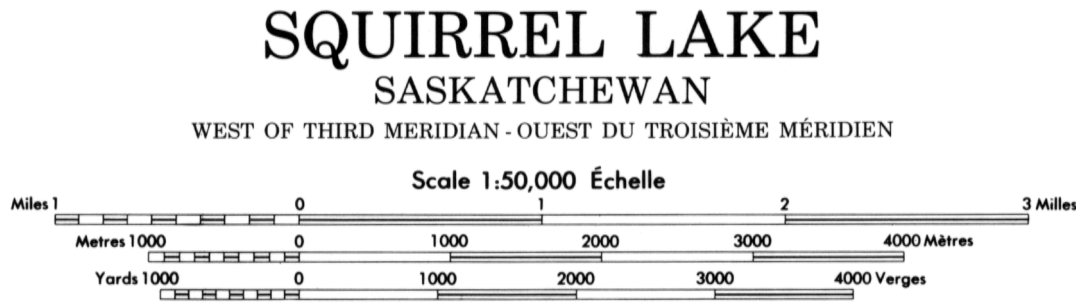 SQUIRREL LAKE
SASKATCHEWAN
WEST OF THIRD MERIDIAN - OUEST DU TROISIÈME MÉRIDIEN
Scale 1:50,000 Échelle
Miles 1 0 1 2 3 Milles
Metres 1000 0 1000 2000 3000 4000 Mètres
Yards 1000 0 1000 2000 3000 4000 Verges